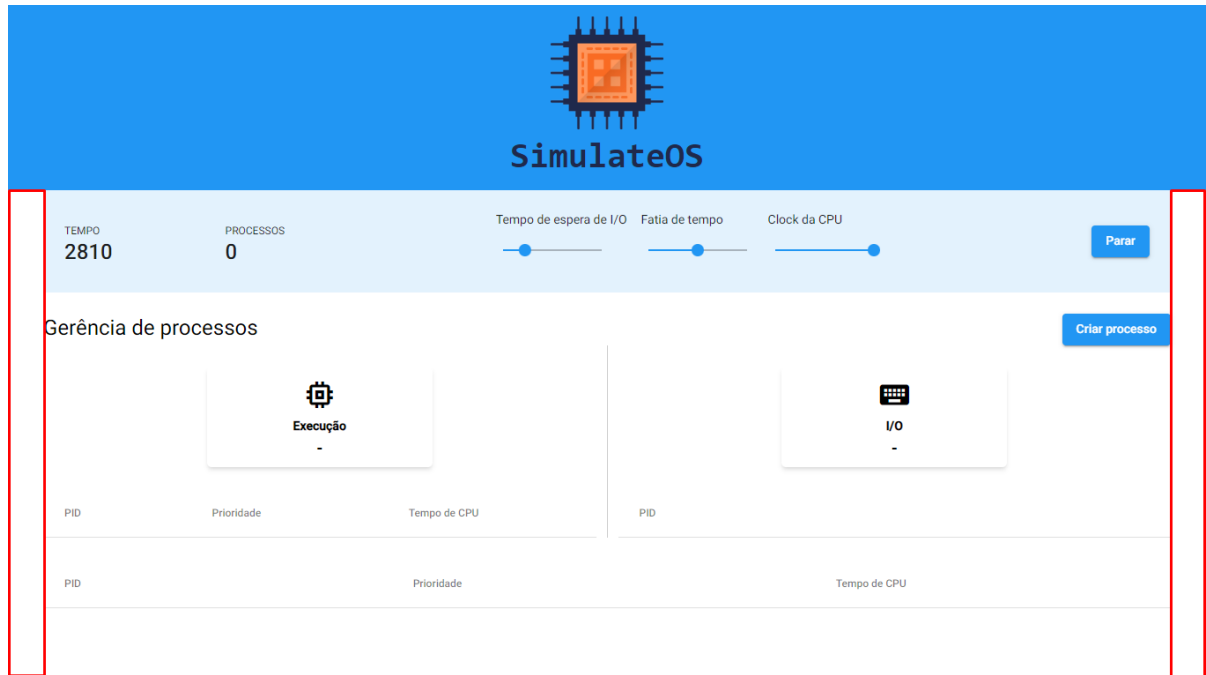 SimulateOS
Tempo de espera de I/O Fatia de tempo Clock da CPU
TEMPO PROCESSOS
2810 0
Parar
Gerência de processos
Criar processo
Execução
-
I/O
-
PID Prioridade Tempo de CPU
PID
PID Prioridade Tempo de CPU